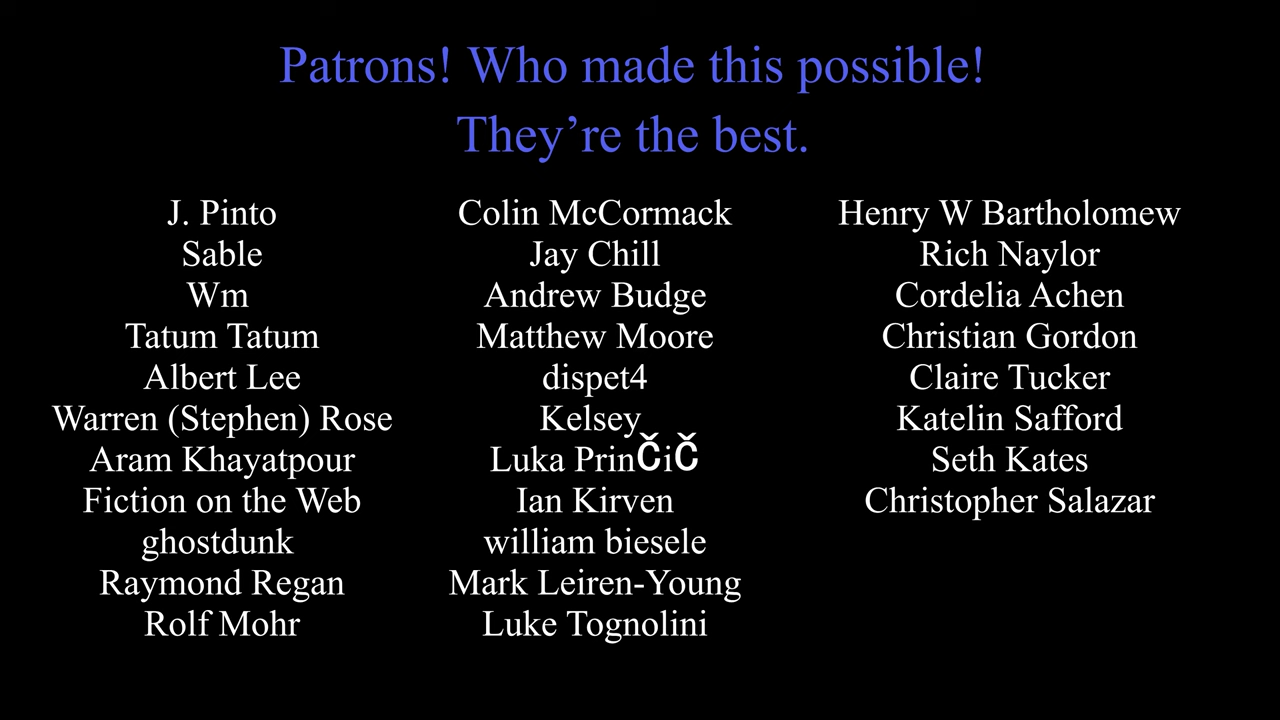 Patrons! Who made this possible!
They’re the best.
J. Pinto
Sable
Wm
Tatum Tatum
Albert Lee
Warren (Stephen) Rose
Aram Khayatpour
Fiction on the Web
ghostdunk
Raymond Regan
Rolf Mohr
Colin McCormack
Jay Chill
Andrew Budge
Matthew Moore
dispet4
Kelsey
Luka PrinČiČ
Ian Kirven
william biesele
Mark Leiren-Young
Luke Tognolini
Henry W Bartholomew
Rich Naylor
Cordelia Achen
Christian Gordon
Claire Tucker
Katelin Safford
Seth Kates
Christopher Salazar